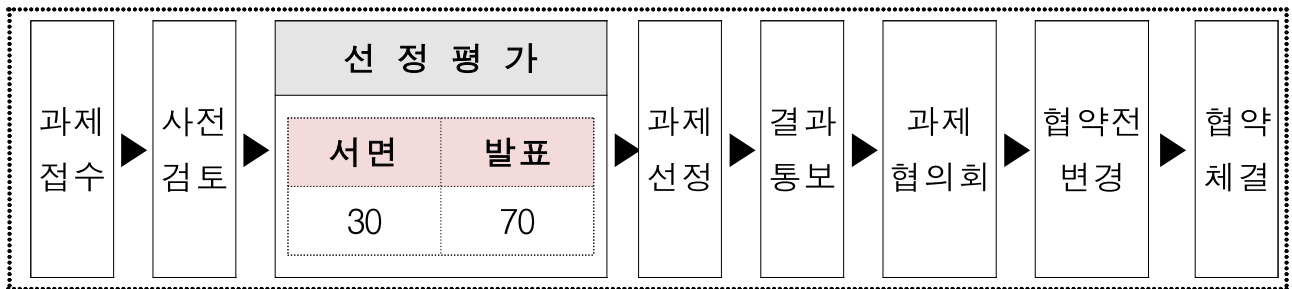 과제
접수
▶
사전
검토
▶
선 정 평 가
서면 발표
30 70
▶
과제
선정
▶
결과
통보
▶
과제
협의회
▶
협약전
변경
▶
협약
체결